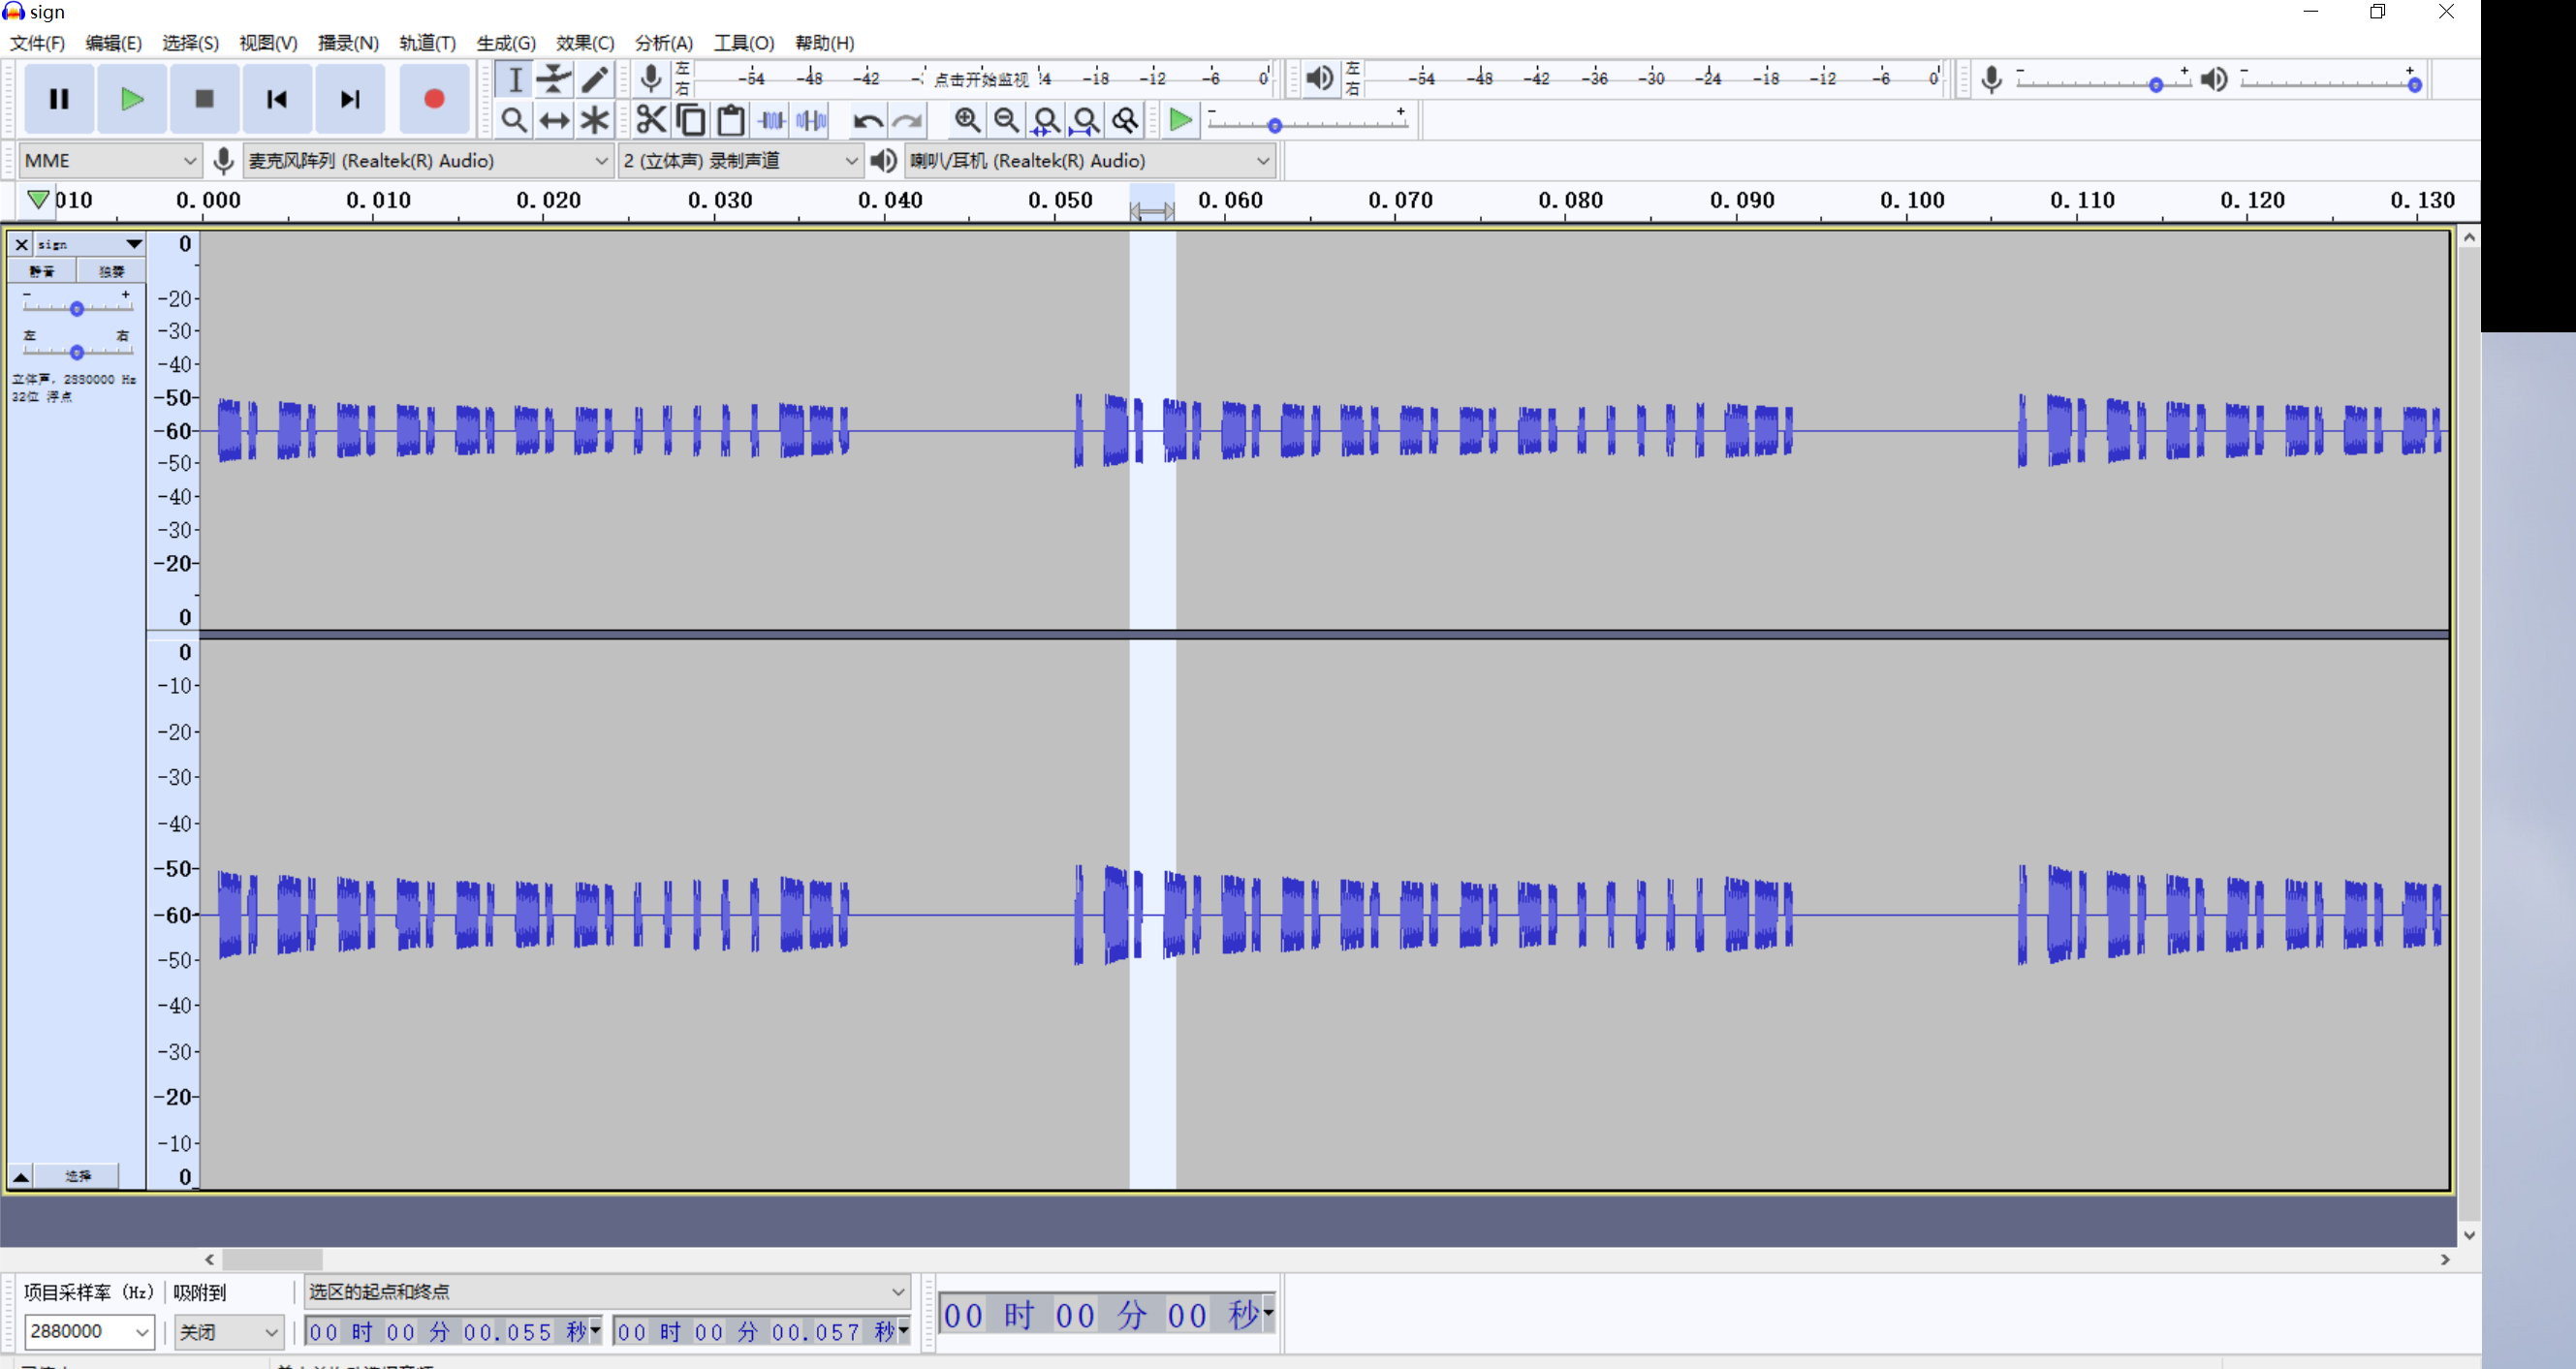 sign
文件(F) 编辑(E) 选择(S) 视图(V) 播录(N) 轨道(T) 生成(G) 效果(C) 分析(A) 工具(O) 帮助(H)
左 右 -54 -48 -42 点击开始监视 -18 -12 -6 0
左 右 -54 -48 -42 -36 -30 -24 -18 -12 -6 0
- + - +
- +
MME 麦克风阵列 (Realtek(R) Audio) 2 (立体声) 录制声道 喇叭/耳机 (Realtek(R) Audio)
010 0.000 0.010 0.020 0.030 0.040 0.050 0.060 0.070 0.080 0.090 0.100 0.110 0.120 0.130
sign
静音 独奏
- +
左 右
立体声, 2880000 Hz
32位 浮点
0
-20
-30
-40
-50
-60
-50
-40
-30
-20
0
0
-10
-20
-30
-40
-50
-60
-50
-40
-30
-20
-10
0
选择
项目采样率 (Hz) 吸附到 选区的起点和终点
2880000 关闭 00 时 00 分 00.055 秒 00 时 00 分 00.057 秒
00 时 00 分 00 秒